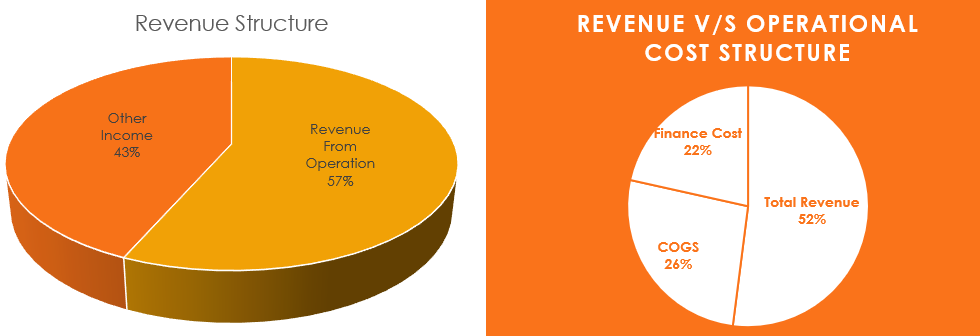 Revenue Structure
Other
Income
43%
Revenue
From
Operation
57%
REVENUE V/S OPERATIONAL
COST STRUCTURE
Finance Cost
22%
Total Revenue
52%
COGS
26%